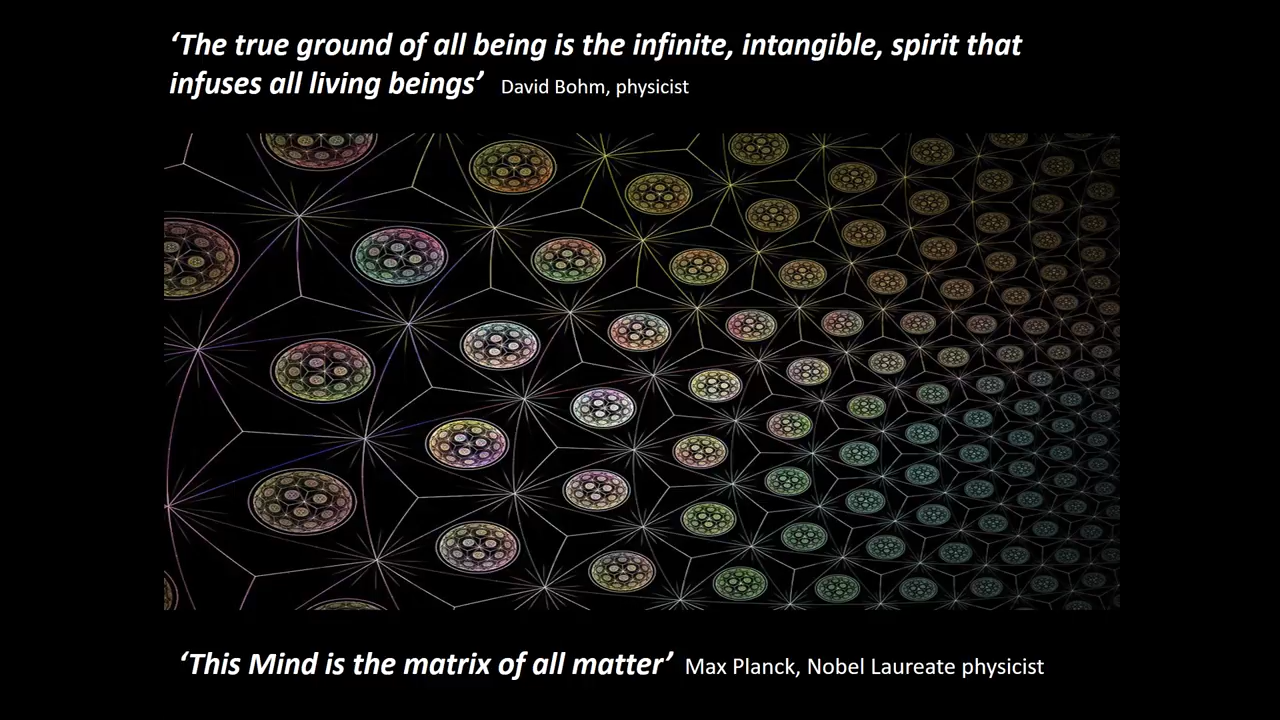 ‘The true ground of all being is the infinite, intangible, spirit that
infuses all living beings’ David Bohm, physicist
‘This Mind is the matrix of all matter’ Max Planck, Nobel Laureate physicist